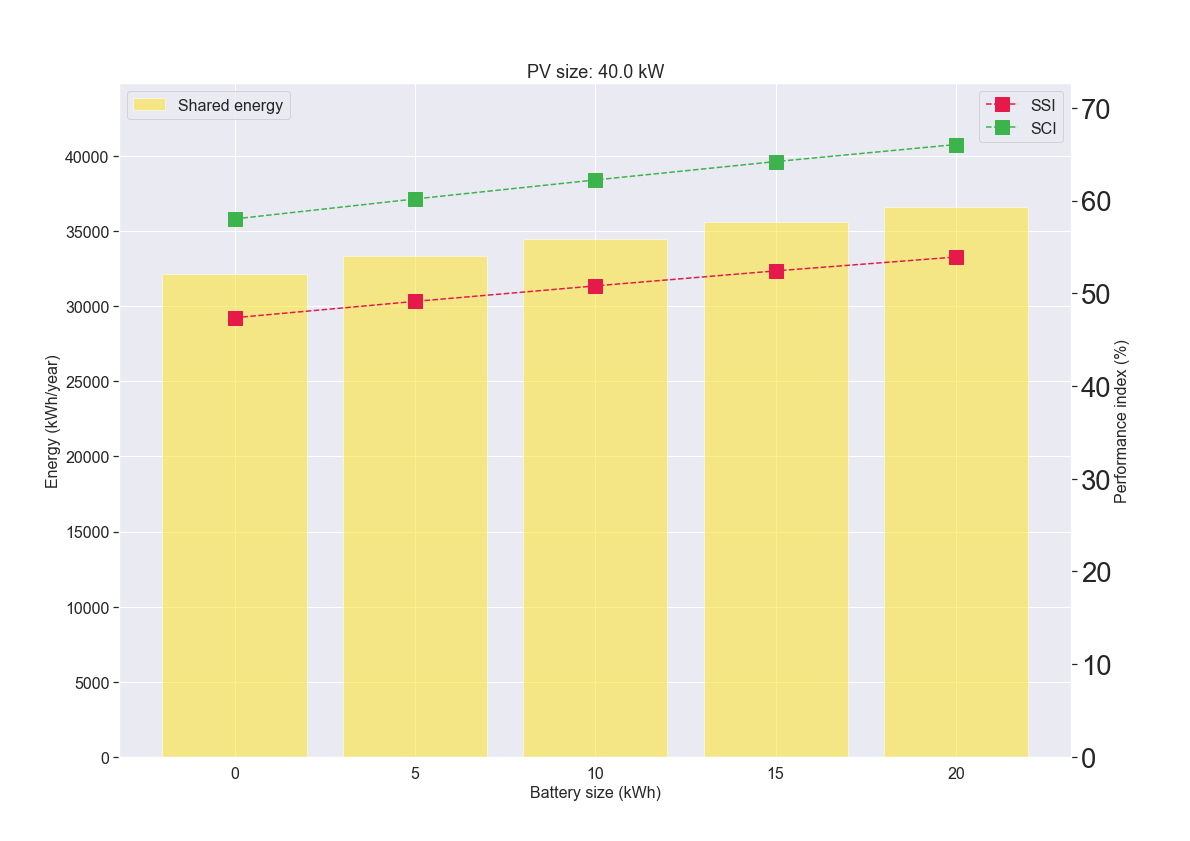 PV size: 40.0 kW
Shared energy
SSI
SCI
70
60
50
40
30
20
10
0
Performance index (%)
40000
35000
30000
25000
20000
15000
10000
5000
0
Energy (kWh/year)
0 5 10 15 20
Battery size (kWh)